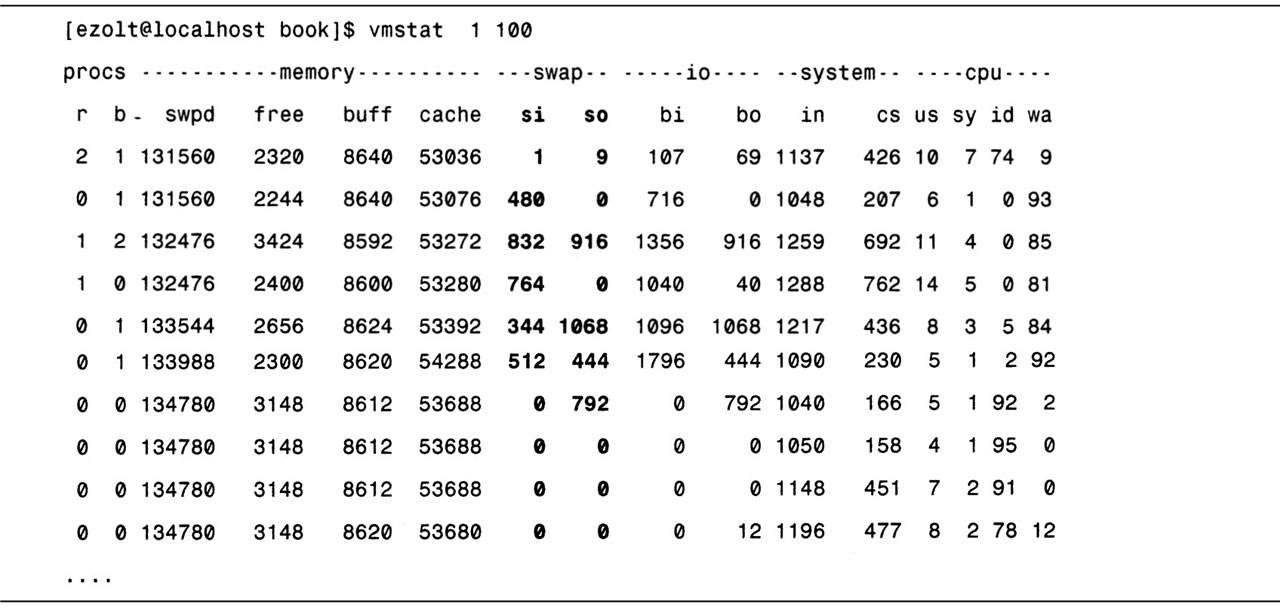 [ezolt@localhost book]$ vmstat  1 100
procs -----------memory---------- ---swap-- -----io---- --system-- ----cpu----
r b - swpd free buff cache si so bi bo in cs us sy id wa
2 1 131560 2320 8640 53036 1 9 107 69 1137 426 10 7 74 9
0 1 131560 2244 8640 53076 480 0 716 0 1048 207 6 1 0 93
1 2 132476 3424 8592 53272 832 916 1356 916 1259 692 11 4 0 85
1 0 132476 2400 8600 53280 764 0 1040 40 1288 762 14 5 0 81
0 1 133544 2656 8624 53392 344 1068 1096 1068 1217 436 8 3 5 84
0 1 133988 2300 8620 54288 512 444 1796 444 1090 230 5 1 2 92
0 0 134780 3148 8612 53688 0 792 0 792 1040 166 5 1 92 2
0 0 134780 3148 8612 53688 0 0 0 0 1050 158 4 1 95 0
0 0 134780 3148 8612 53688 0 0 0 0 1148 451 7 2 91 0
0 0 134780 3148 8620 53680 0 0 0 12 1196 477 8 2 78 12
....